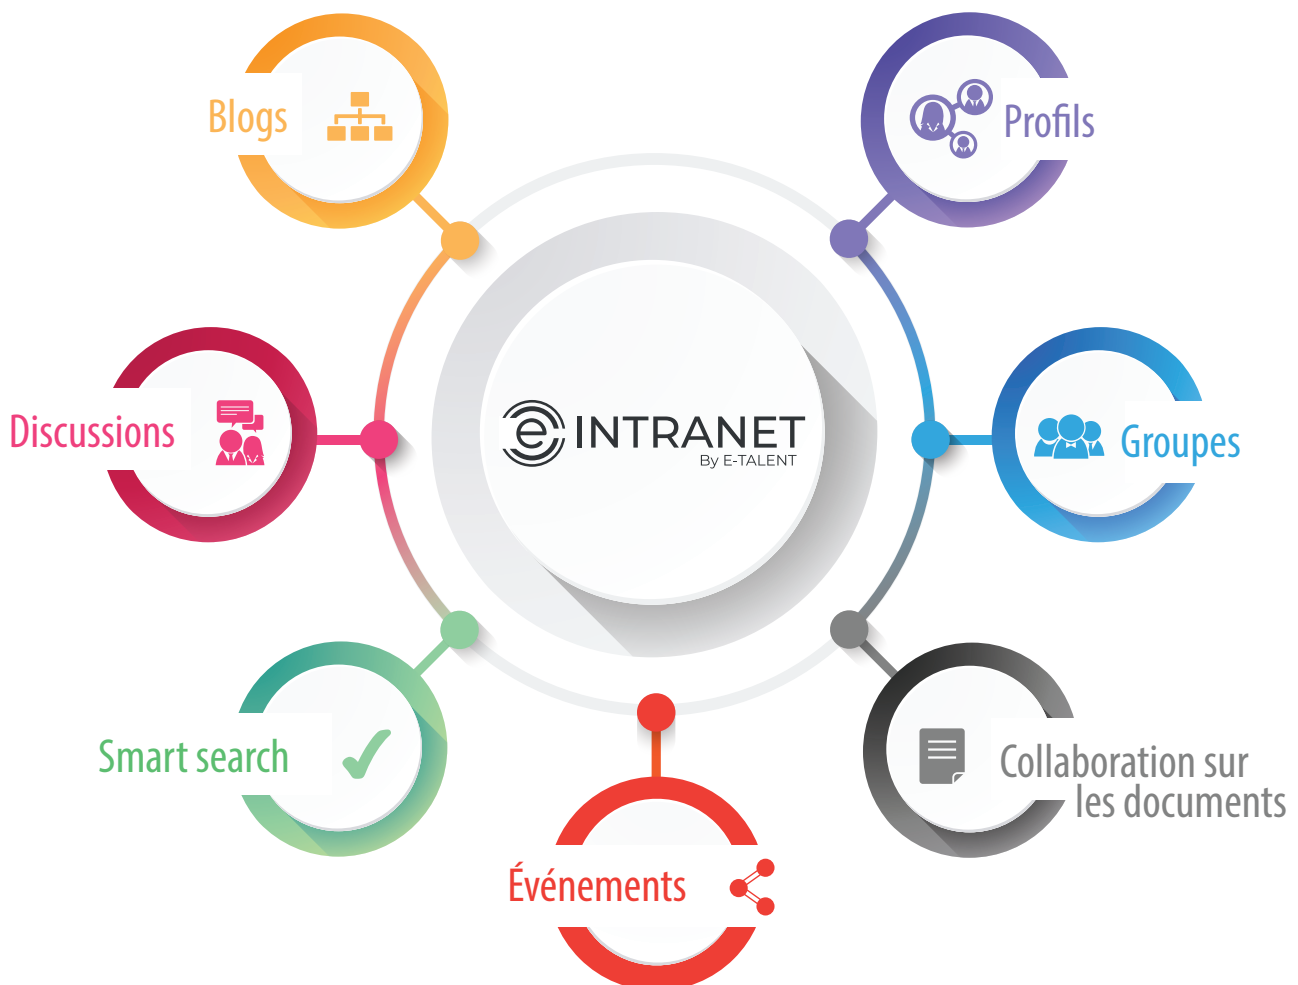 Blogs
Profils
Discussions
e INTRANET
By E-TALENT
Groupes
Smart search
Collaboration sur
les documents
Événements